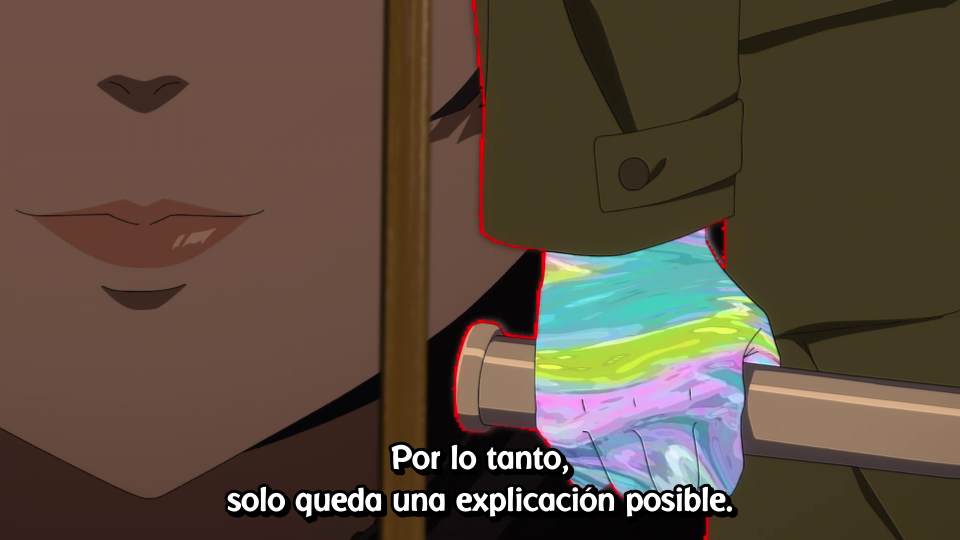 Por lo tanto,
solo queda una explicación posible.